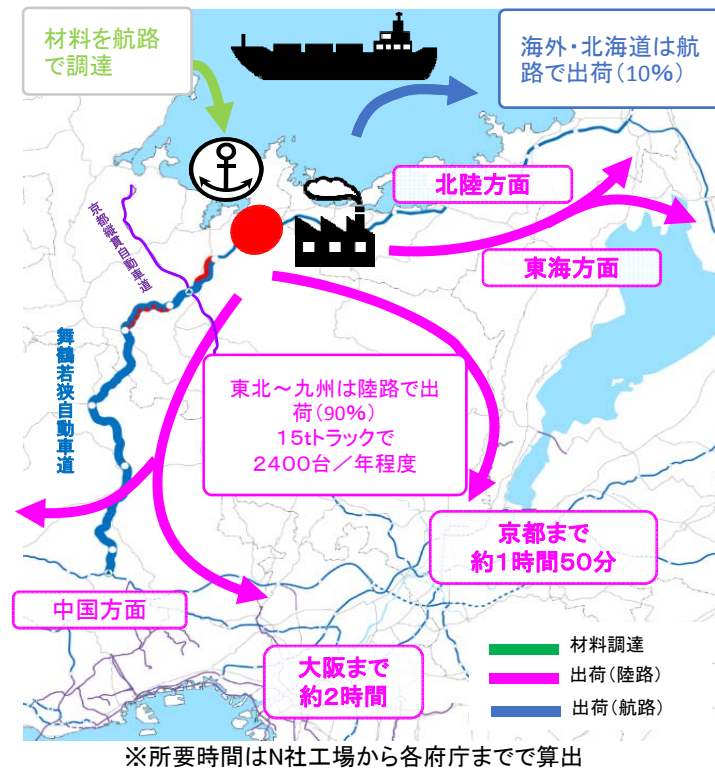 材料を航路
で調達
海外・北海道は航
路で出荷(10%)
北陸方面
東海方面
京都縦貫自動車道
舞鶴若狭自動車道
東北～九州は陸路で出
荷(90%)
15tトラックで
2400台／年程度
京都まで
約1時間50分
中国方面
大阪まで
約2時間
材料調達
出荷(陸路)
出荷(航路)
※所要時間はN社工場から各府庁までで算出